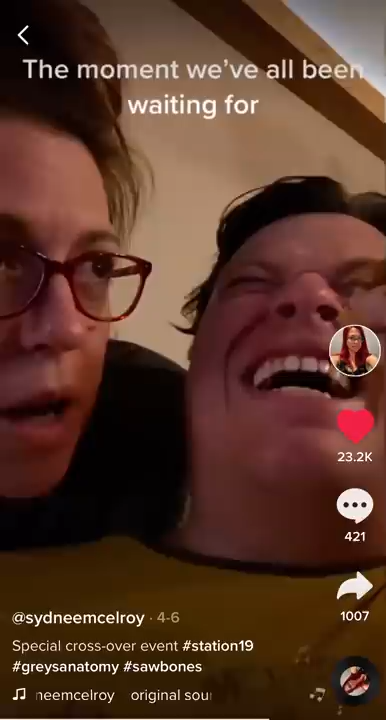 The moment we've all been
waiting for
23.2K
421
1007
@sydneemcelroy · 4-6
Special cross-over event #station19
#greysanatomy #sawbones
neemcelroy original sou